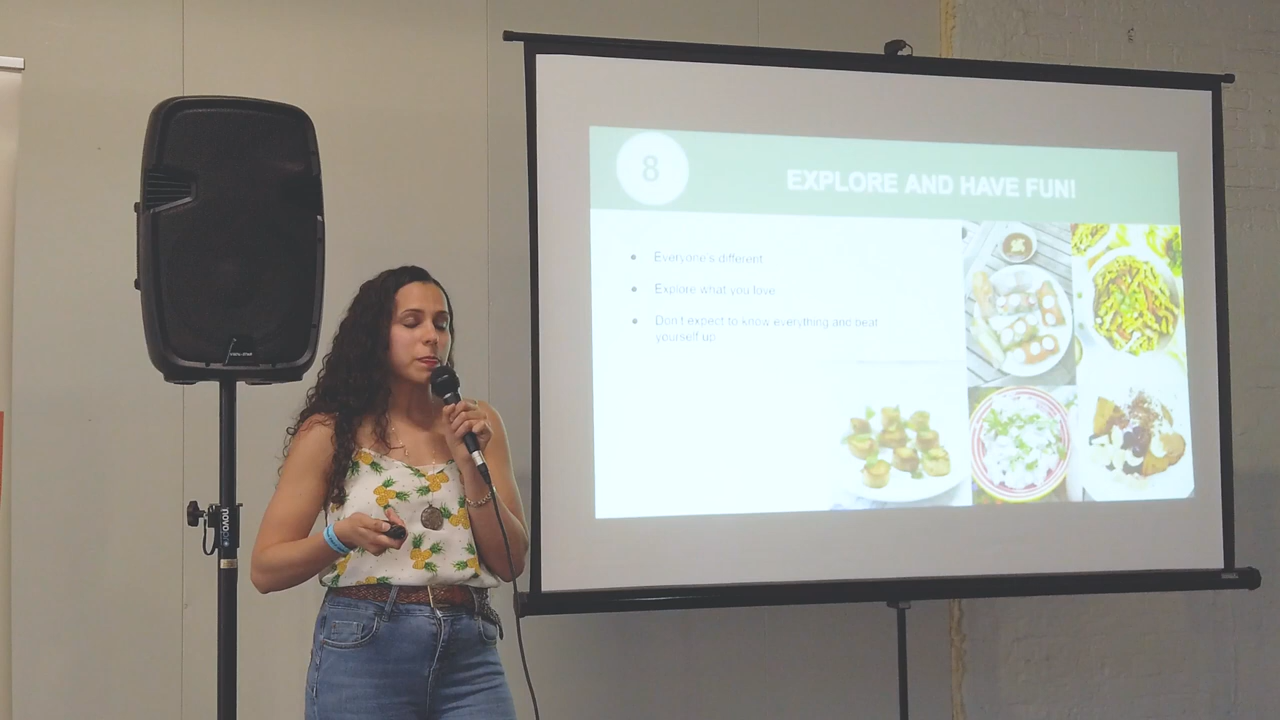 8
EXPLORE AND HAVE FUN!
Everyone's different
Explore what you love
Don't expect to know everything and beat
yourself up
novopro